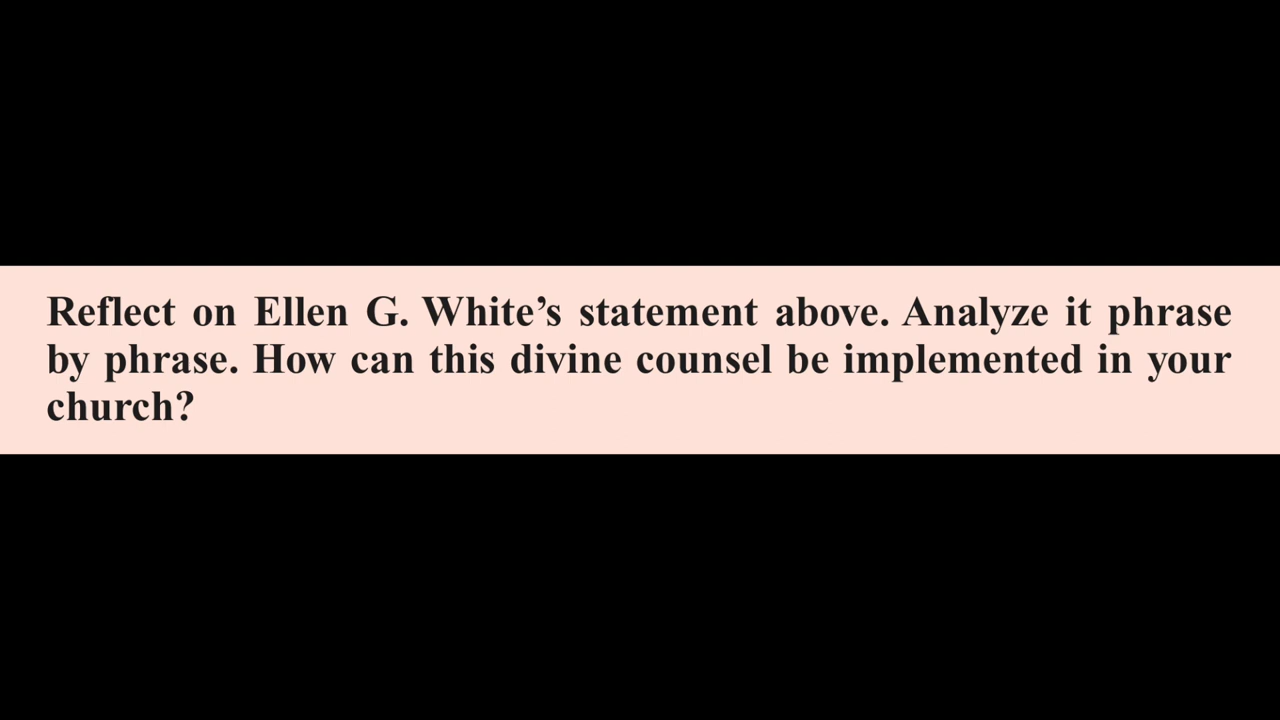 Reflect on Ellen G. White’s statement above. Analyze it phrase
by phrase. How can this divine counsel be implemented in your
church?